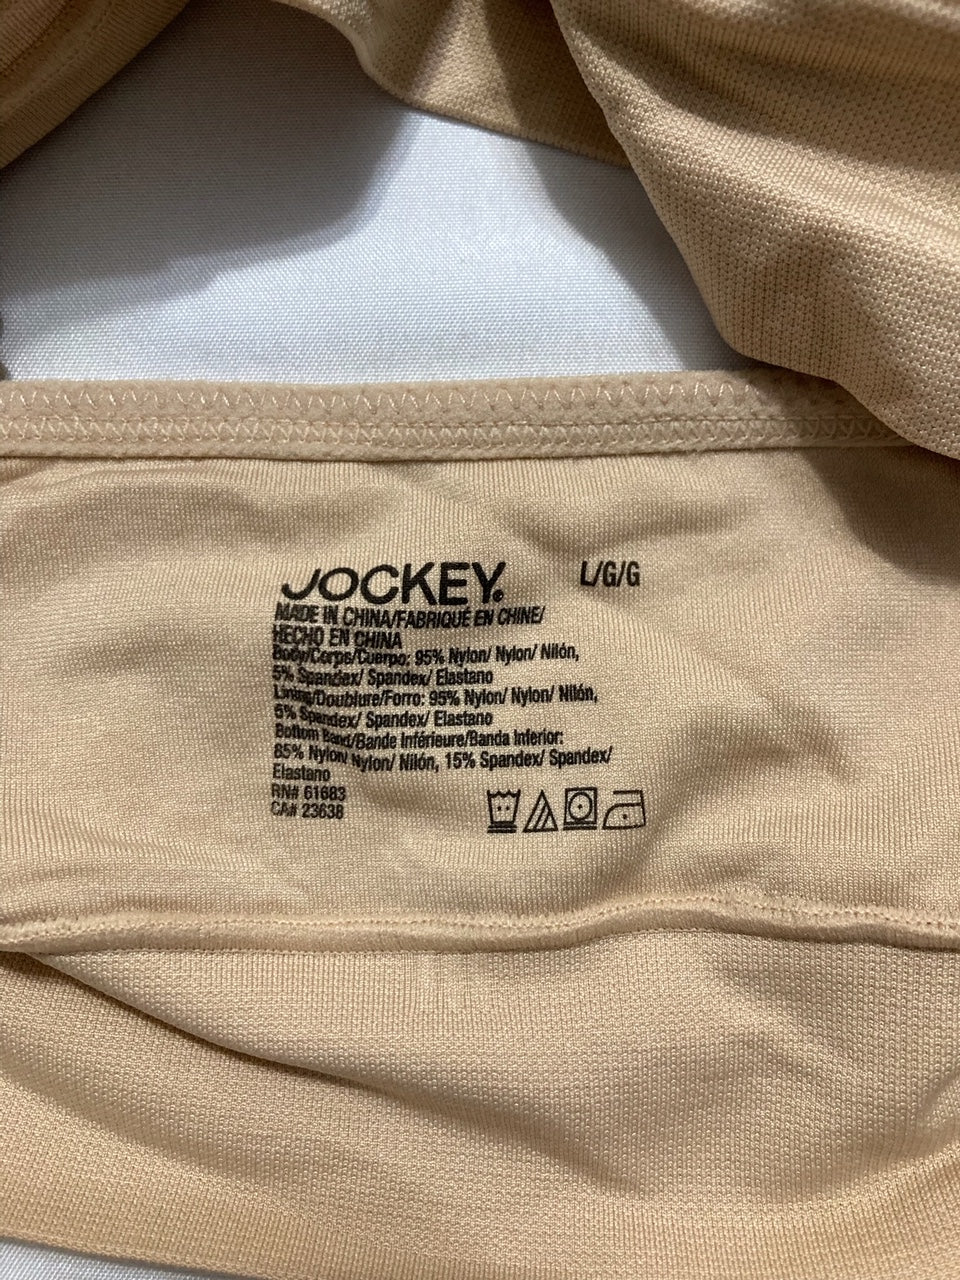 JOCKEY®
L/G/G
MADE IN CHINA/FABRIQUÉ EN CHINE/
HECHO EN CHINA
Body/Corps/Cuerpo: 95% Nylon/ Nylon/ Nilón,
5% Spandex/ Spandex/ Elastano
Lining/Doublure/Forro: 95% Nylon/ Nylon/ Nilón,
5% Spandex/ Spandex/ Elastano
Bottom Band/Bande Inférieure/Banda Inferior:
85% Nylon/ Nylon/ Nilón, 15% Spandex/ Spandex/
Elastano
RN# 61683
CA# 23638